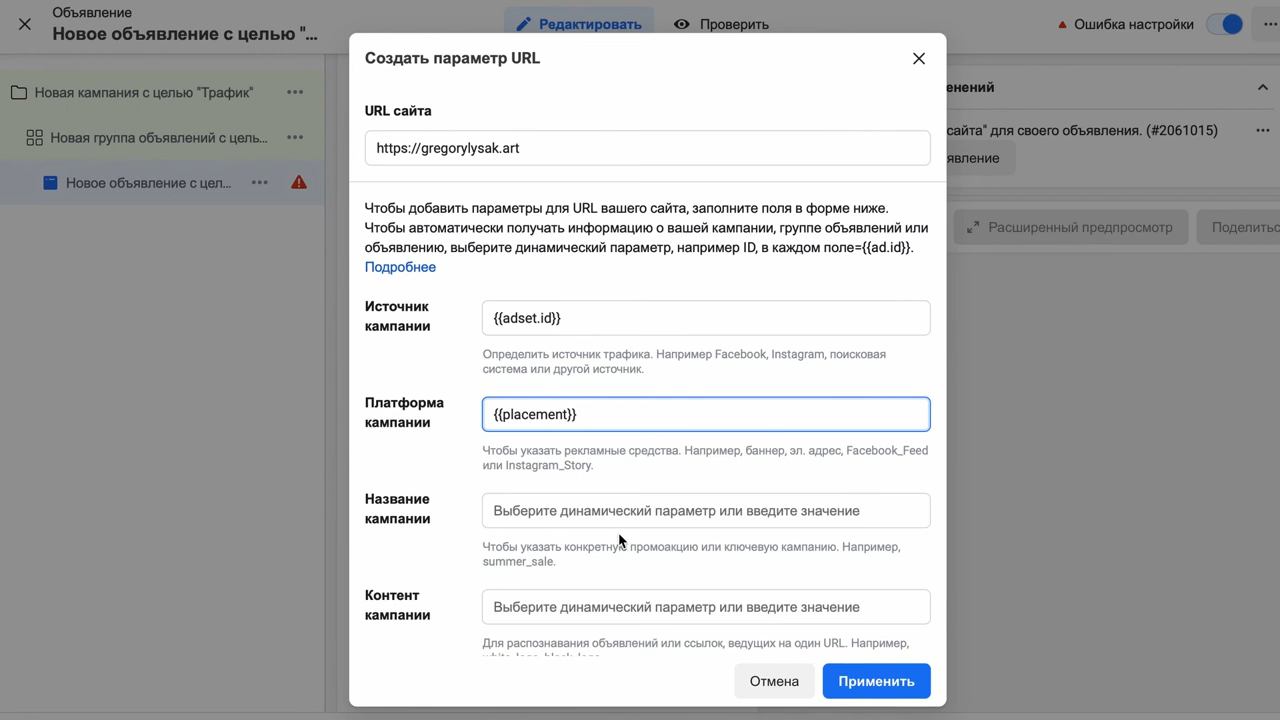 Объявление
Новое объявление с целью "...
Редактировать
Проверить
Ошибка настройки
Новая кампания с целью "Трафик"
Новая группа объявлений с цель...
Новое объявление с цел...
Создать параметр URL
URL сайта
https://gregorylysak.art
Чтобы добавить параметры для URL вашего сайта, заполните поля в форме ниже.
Чтобы автоматически получать информацию о вашей кампании, группе объявлений или
объявлению, выберите динамический параметр, например ID, в каждом поле={{ad.id}}.
Подробнее
Источник
кампании
{{adset.id}}
Определить источник трафика. Например Facebook, Instagram, поисковая
система или другой источник.
Платформа
кампании
{{placement}}
Чтобы указать рекламные средства. Например, баннер, эл. адрес, Facebook_Feed
или Instagram_Story.
Название
кампании
Выберите динамический параметр или введите значение
Чтобы указать конкретную промоакцию или ключевую кампанию. Например,
summer_sale.
Контент
кампании
Выберите динамический параметр или введите значение
Для распознавания объявлений или ссылок, ведущих на один URL. Например,
Отмена
Применить
енений
сайта" для своего объявления. (#2061015)
явление
Расширенный предпросмотр
Поделитьс